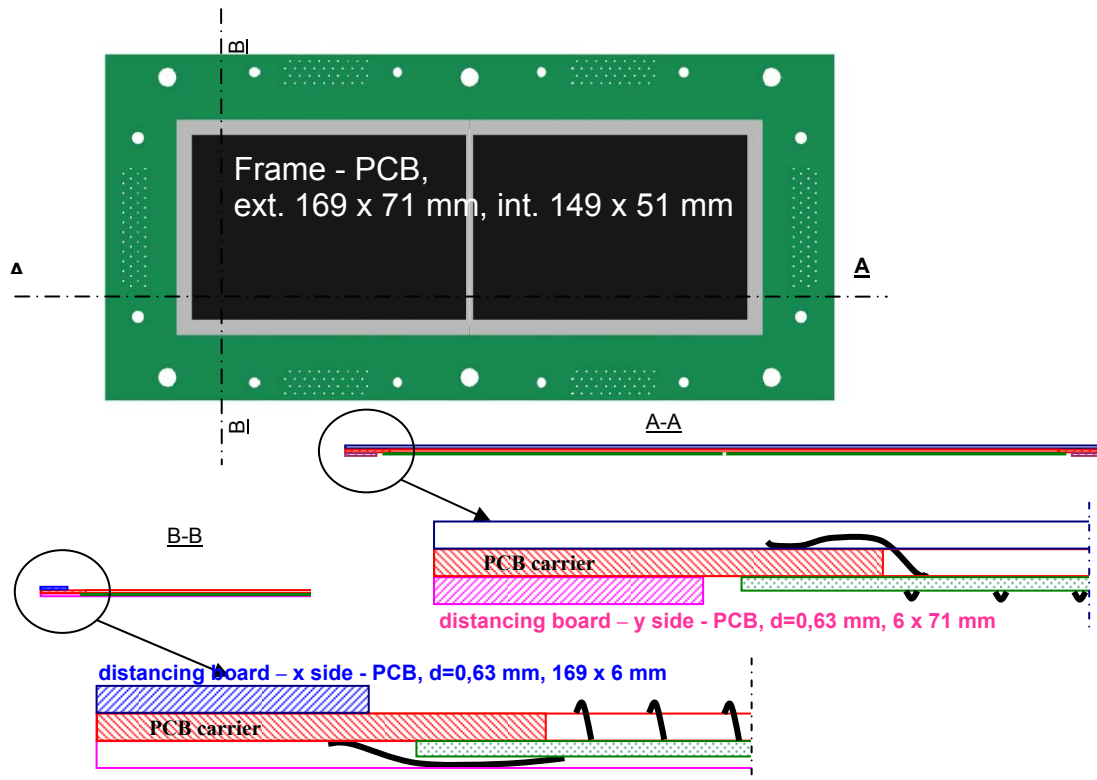 B
Frame - PCB,
ext. 169 x 71 mm, int. 149 x 51 mm
A
A
B
A-A
B-B
PCB carrier
distancing board – y side - PCB, d=0,63 mm, 6 x 71 mm
distancing board – x side - PCB, d=0,63 mm, 169 x 6 mm
PCB carrier